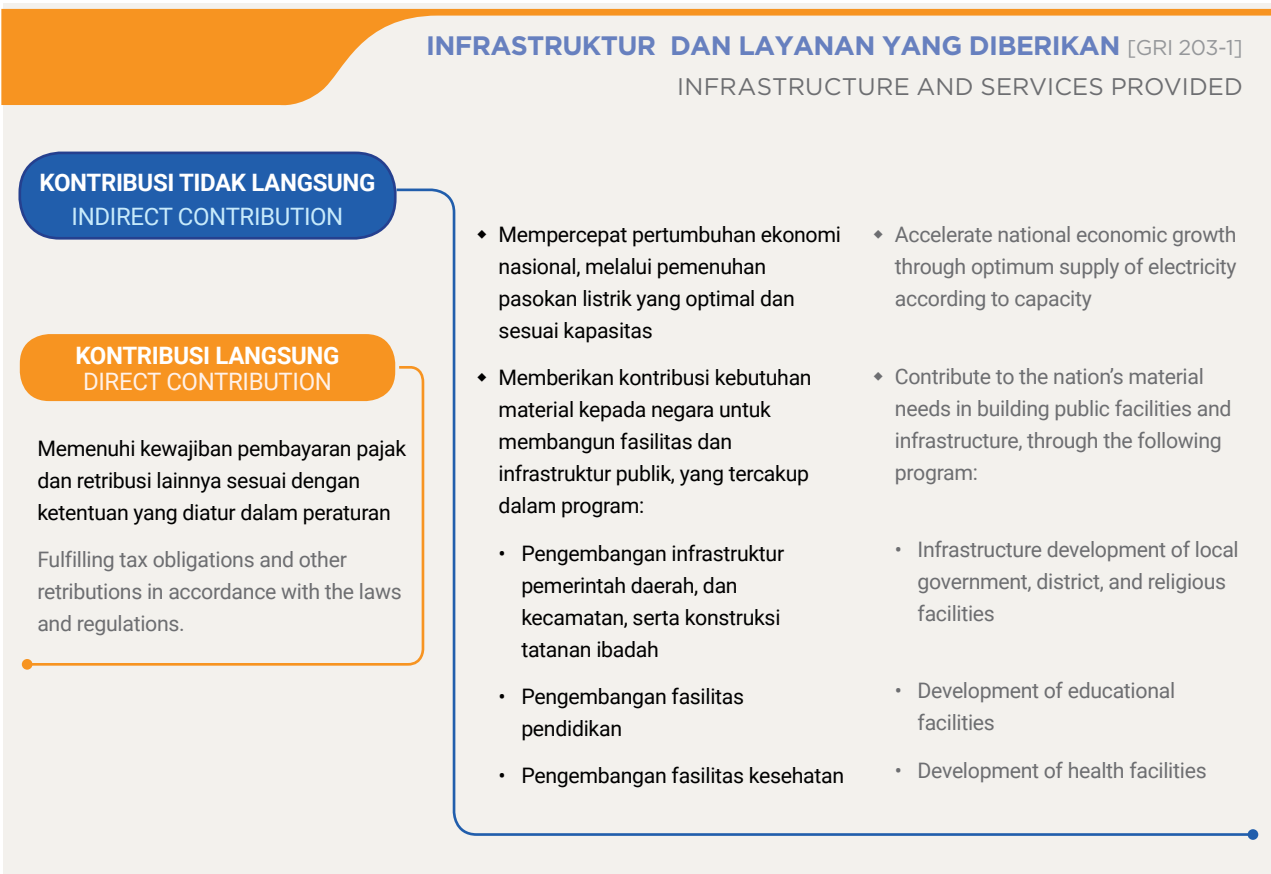 INFRASTRUKTUR DAN LAYANAN YANG DIBERIKAN [GRI 203-1]
INFRASTRUCTURE AND SERVICES PROVIDED
KONTRIBUSI TIDAK LANGSUNG
INDIRECT CONTRIBUTION
KONTRIBUSI LANGSUNG
DIRECT CONTRIBUTION
Memenuhi kewajiban pembayaran pajak
dan retribusi lainnya sesuai dengan
ketentuan yang diatur dalam peraturan
Fulfilling tax obligations and other
retributions in accordance with the laws
and regulations.
◆ Mempercepat pertumbuhan ekonomi
nasional, melalui pemenuhan
pasokan listrik yang optimal dan
sesuai kapasitas
◆ Memberikan kontribusi kebutuhan
material kepada negara untuk
membangun fasilitas dan
infrastruktur publik, yang tercakup
dalam program:
• Pengembangan infrastruktur
pemerintah daerah, dan
kecamatan, serta konstruksi
tatanan ibadah
• Pengembangan fasilitas
pendidikan
• Pengembangan fasilitas kesehatan
◆ Accelerate national economic growth
through optimum supply of electricity
according to capacity
◆ Contribute to the nation's material
needs in building public facilities and
infrastructure, through the following
program:
• Infrastructure development of local
government, district, and religious
facilities
• Development of educational
facilities
• Development of health facilities